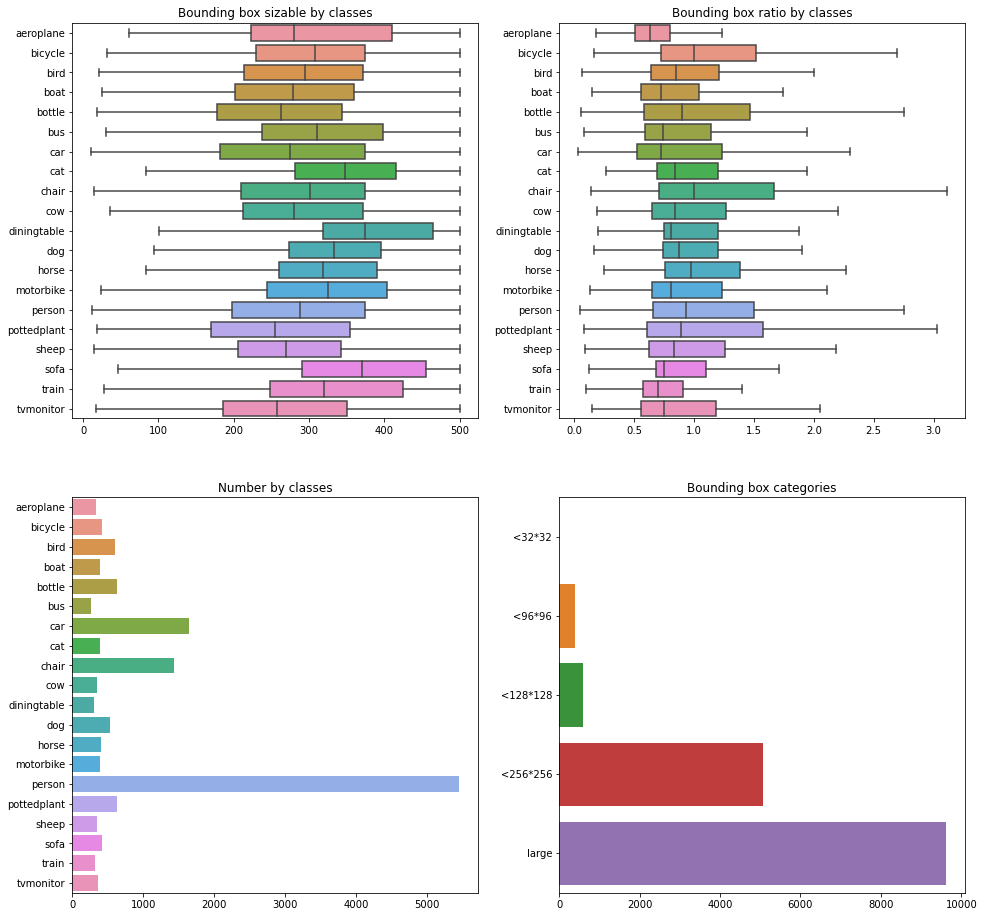 Bounding box sizable by classes
aeroplane
bicycle
bird
boat
bottle
bus
car
cat
chair
cow
diningtable
dog
horse
motorbike
person
pottedplant
sheep
sofa
train
tvmonitor
0 100 200 300 400 500
Bounding box ratio by classes
aeroplane
bicycle
bird
boat
bottle
bus
car
cat
chair
cow
diningtable
dog
horse
motorbike
person
pottedplant
sheep
sofa
train
tvmonitor
0.0 0.5 1.0 1.5 2.0 2.5 3.0
Number by classes
aeroplane
bicycle
bird
boat
bottle
bus
car
cat
chair
cow
diningtable
dog
horse
motorbike
person
pottedplant
sheep
sofa
train
tvmonitor
0 1000 2000 3000 4000 5000
Bounding box categories
<32*32
<96*96
<128*128
<256*256
large
0 2000 4000 6000 8000 10000